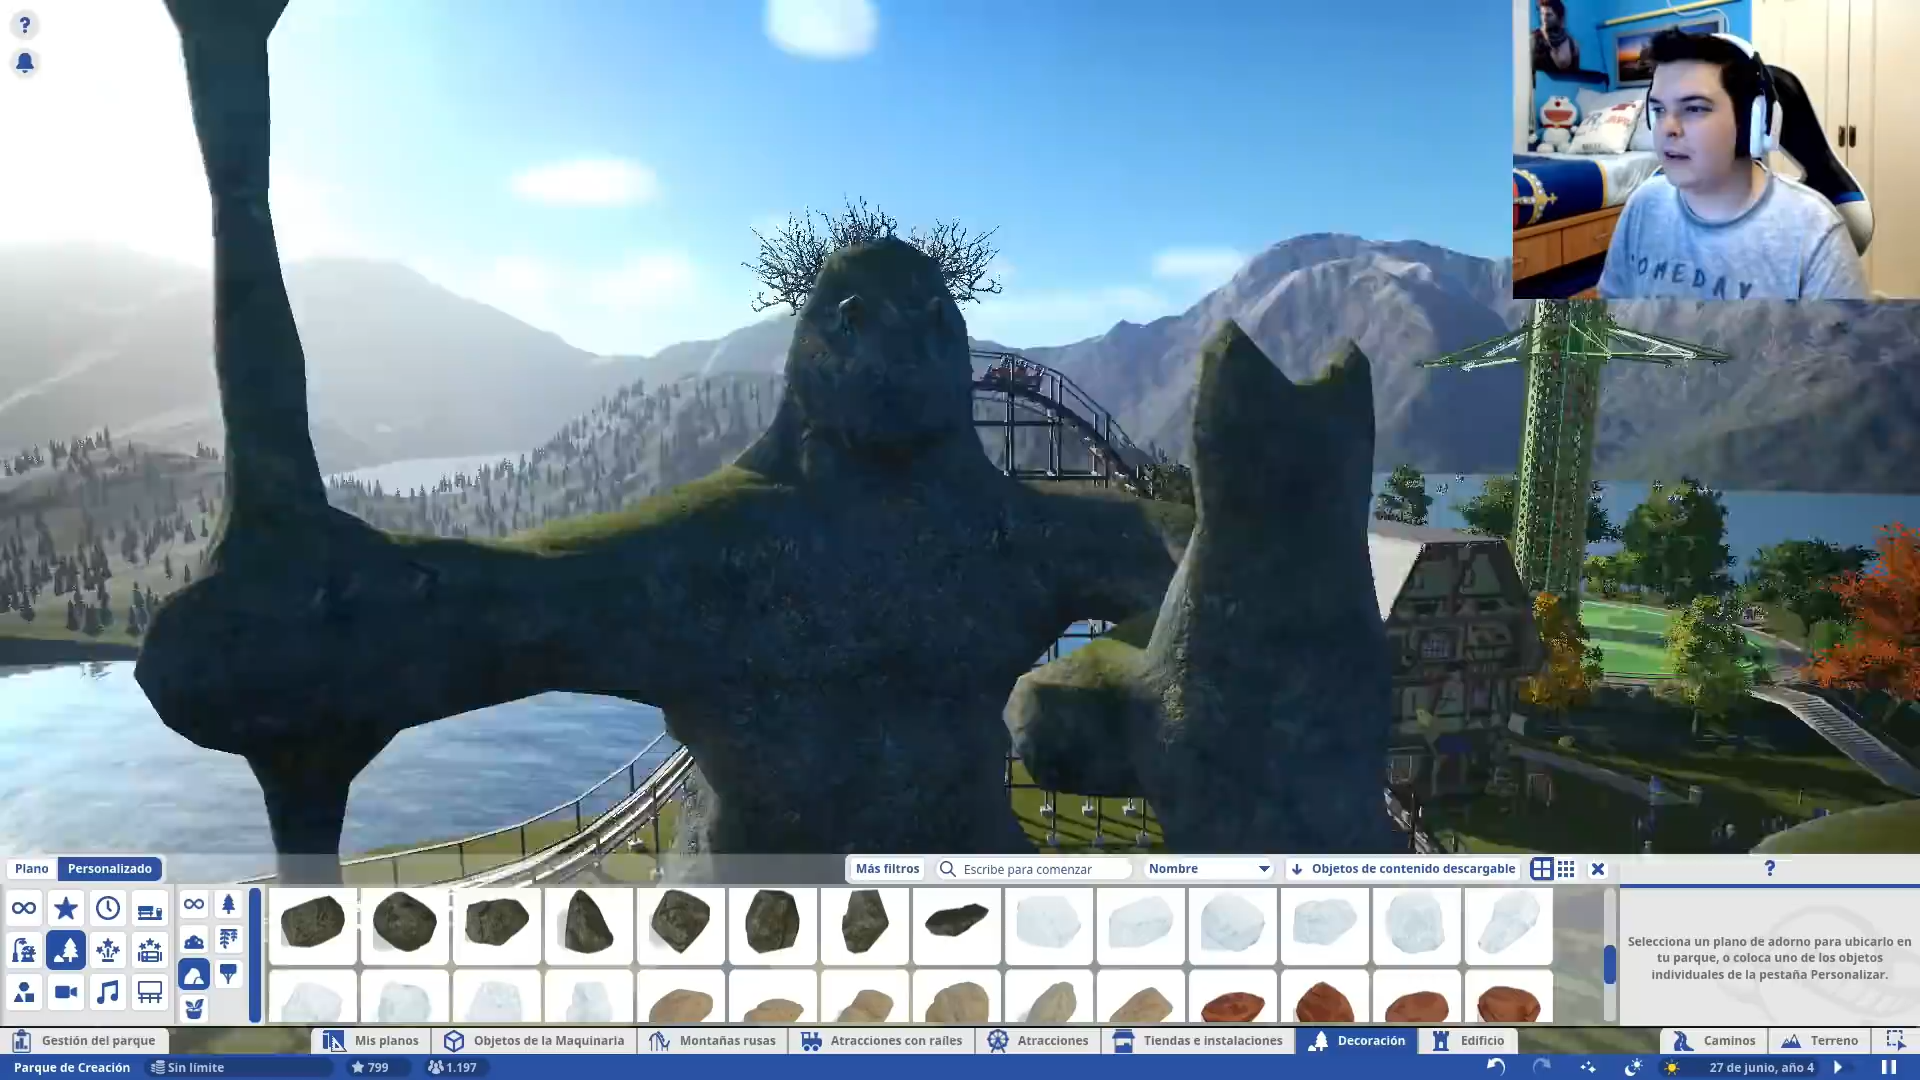 ?
SOMEDAY
Plano
Personalizado
Más filtros
Escribe para comenzar
Nombre
Objetos de contenido descargable
?
Selecciona un plano de adorno para ubicarlo en
tu parque, o coloca uno de los objetos
individuales de la pestaña Personalizar.
Gestión del parque
Mis planos
Objetos de la Maquinaria
Montañas rusas
Atracciones con raíles
Atracciones
Tiendas e instalaciones
Decoración
Edificio
Caminos
Terreno
Parque de Creación
Sin límite
799
1.197
27 de junio, año 4